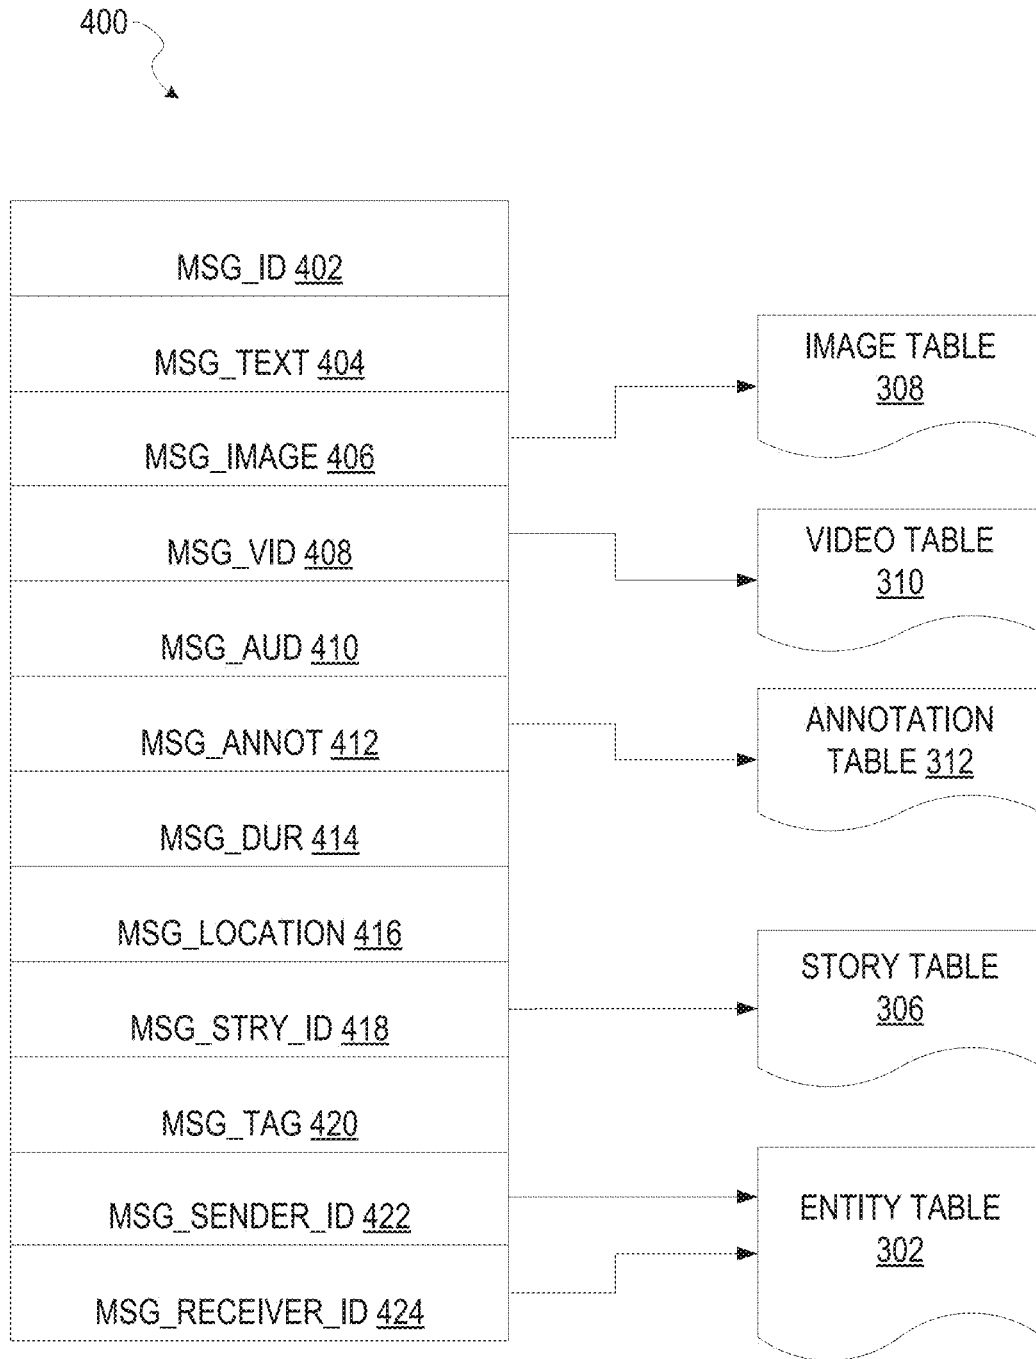 400
MSG_ID 402
MSG_TEXT 404
MSG_IMAGE 406
MSG_VID 408
MSG_AUD 410
MSG_ANNOT 412
MSG_DUR 414
MSG_LOCATION 416
MSG_STRY_ID 418
MSG_TAG 420
MSG_SENDER_ID 422
MSG_RECEIVER_ID 424
IMAGE TABLE
308
VIDEO TABLE
310
ANNOTATION
TABLE 312
STORY TABLE
306
ENTITY TABLE
302